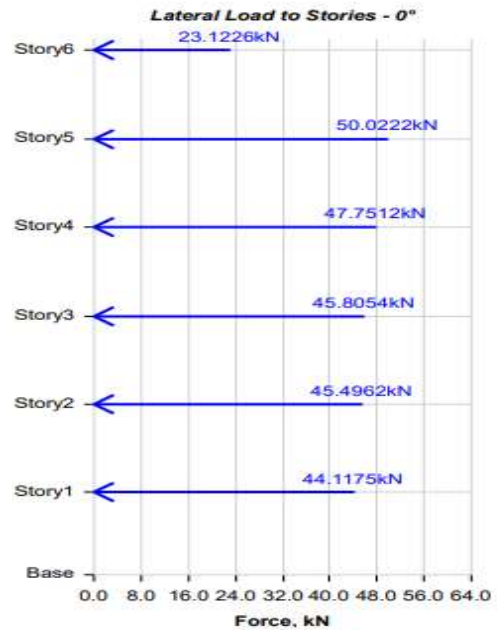 Lateral Load to Stories - 0°
Story6
23.1226kN
Story5
50.0222kN
Story4
47.7512kN
Story3
45.8054kN
Story2
45.4962kN
Story1
44.1175kN
Base
0.0 8.0 16.0 24.0 32.0 40.0 48.0 56.0 64.0
Force, kN